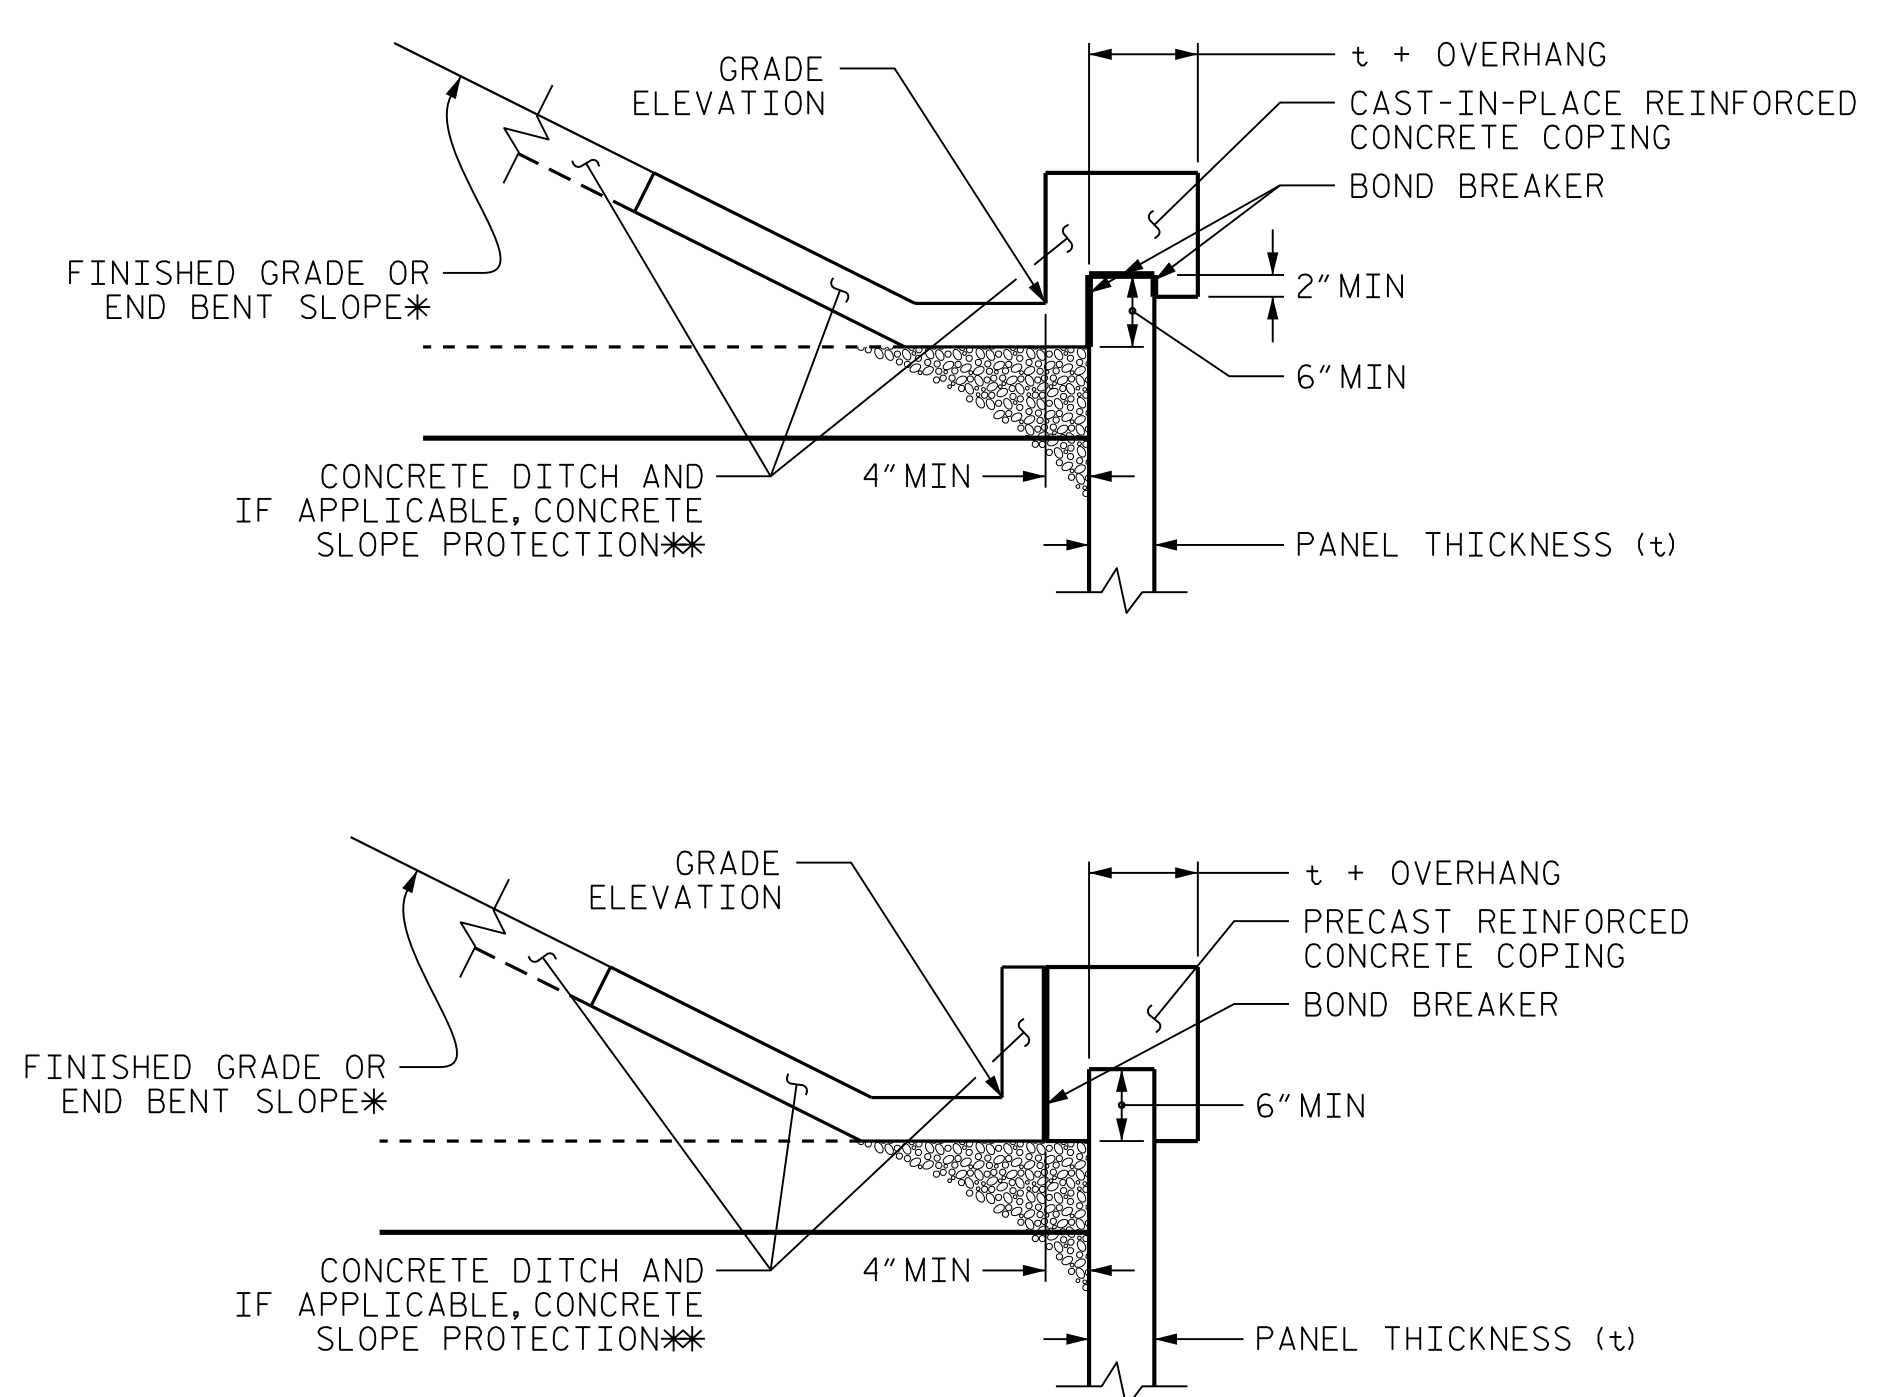 GRADE
ELEVATION
t + OVERHANG
CAST-IN-PLACE REINFORCED
CONCRETE COPING
BOND BREAKER
FINISHED GRADE OR
END BENT SLOPE*
2" MIN
6" MIN
CONCRETE DITCH AND
IF APPLICABLE, CONCRETE
SLOPE PROTECTION**
4" MIN
PANEL THICKNESS (t)
GRADE
ELEVATION
t + OVERHANG
PRECAST REINFORCED
CONCRETE COPING
BOND BREAKER
FINISHED GRADE OR
END BENT SLOPE*
6" MIN
CONCRETE DITCH AND
IF APPLICABLE, CONCRETE
SLOPE PROTECTION**
4" MIN
PANEL THICKNESS (t)